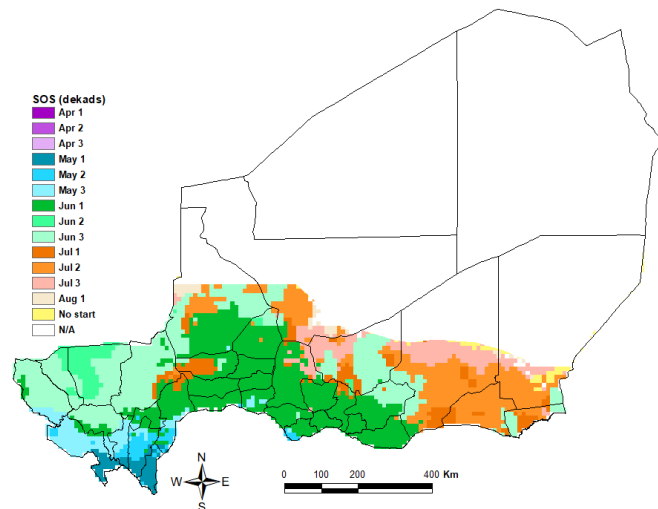 SOS (dekads)
Apr 1
Apr 2
Apr 3
May 1
May 2
May 3
Jun 1
Jun 2
Jun 3
Jul 1
Jul 2
Jul 3
Aug 1
No start
N/A
N
W E
S
0 100 200 400 Km